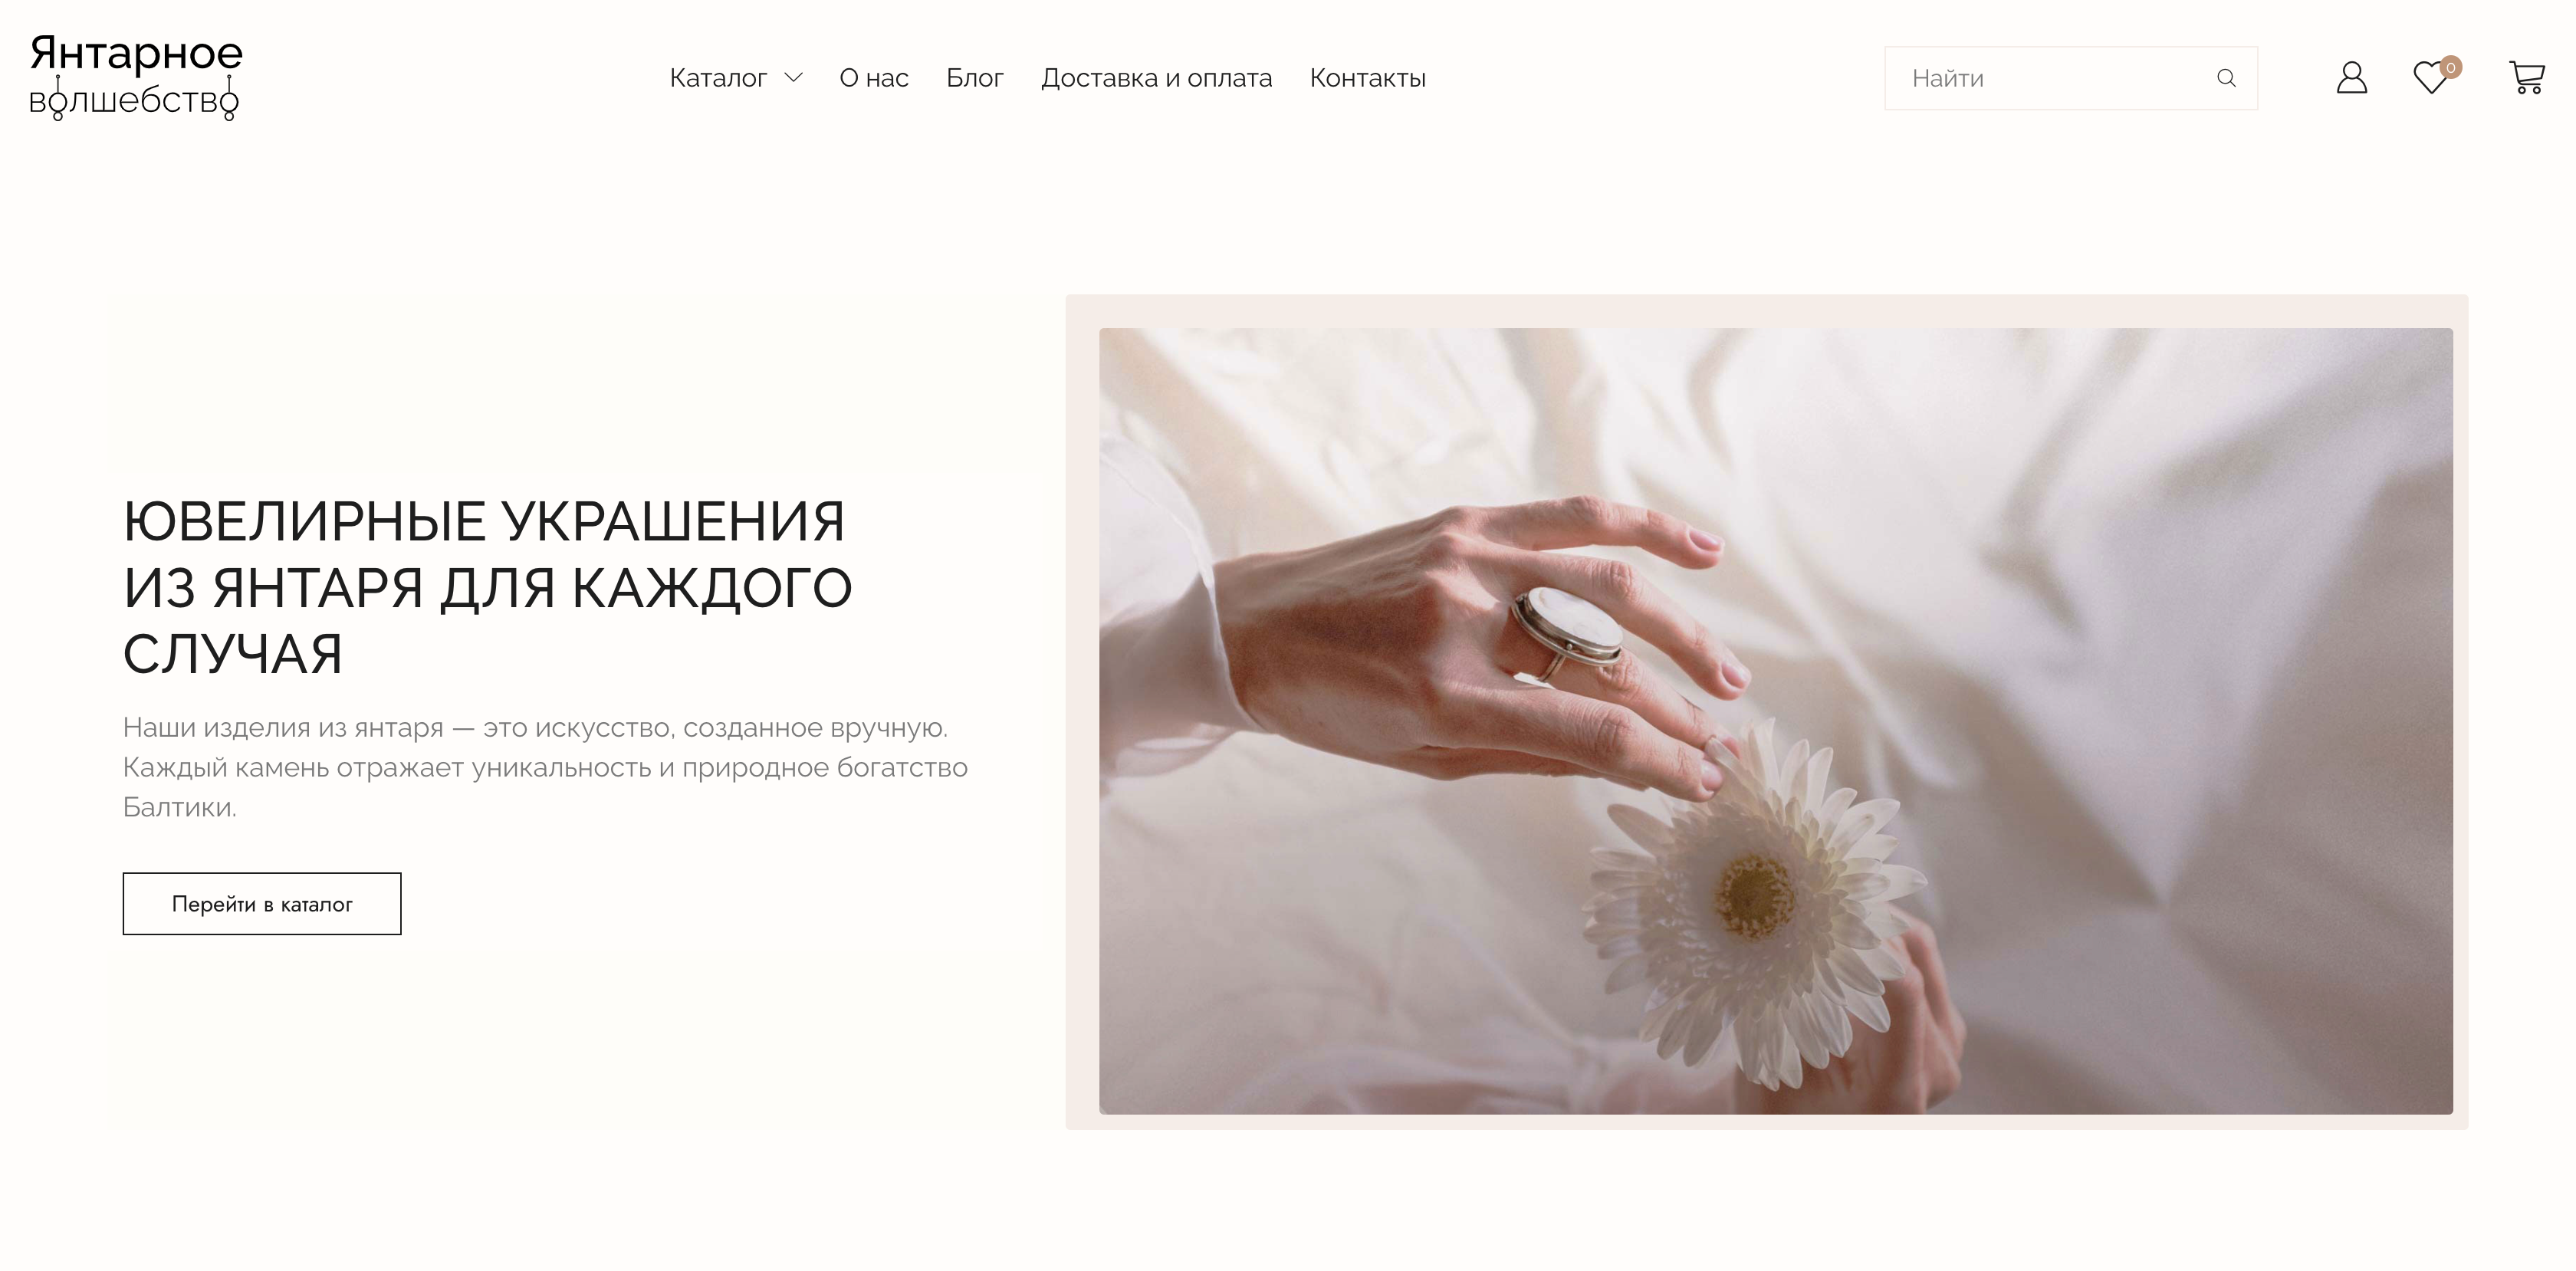 Янтарное
волшебство
Каталог
О нас
Блог
Доставка и оплата
Контакты
Найти
0
ЮВЕЛИРНЫЕ УКРАШЕНИЯ
ИЗ ЯНТАРЯ ДЛЯ КАЖДОГО
СЛУЧАЯ
Наши изделия из янтаря — это искусство, созданное вручную.
Каждый камень отражает уникальность и природное богатство
Балтики.
Перейти в каталог